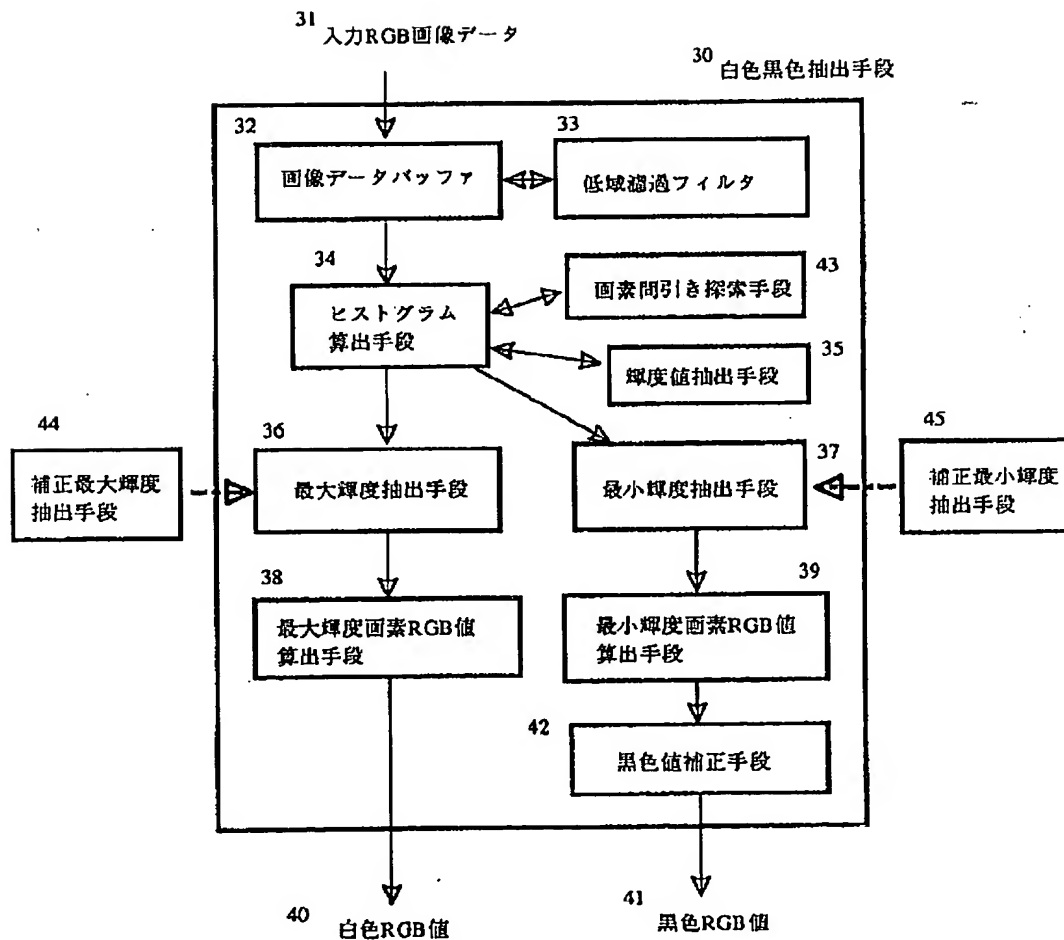 31 入力RGB画像データ
30 白色黒色抽出手段
32
画像データバッファ
33
低域濾過フィルタ
34
ヒストグラム
算出手段
43
画素間引き探索手段
35
輝度値抽出手段
44
補正最大輝度
抽出手段
36
最大輝度抽出手段
37
最小輝度抽出手段
45
補正最小輝度
抽出手段
38
最大輝度画素RGB値
算出手段
39
最小輝度画素RGB値
算出手段
42
黒色値補正手段
40 白色RGB値
41 黒色RGB値